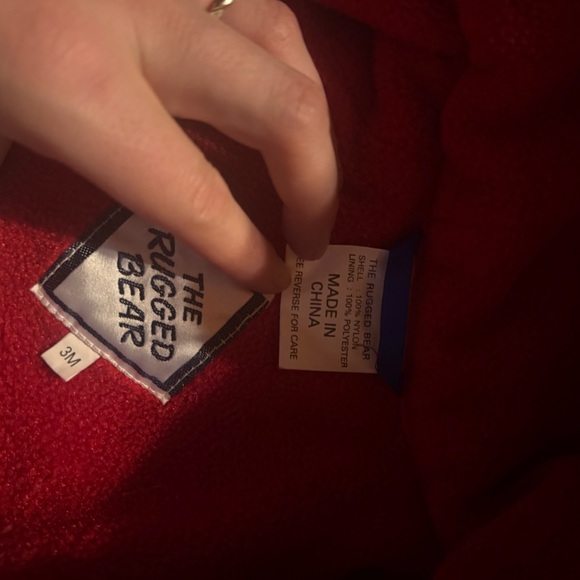 THE
RUGGED
BEAR
3M
THE RUGGED BEAR
SHELL : 100% NYLON
LINING : 100% POLYESTER
MADE IN
CHINA
EE REVERSE FOR CARE